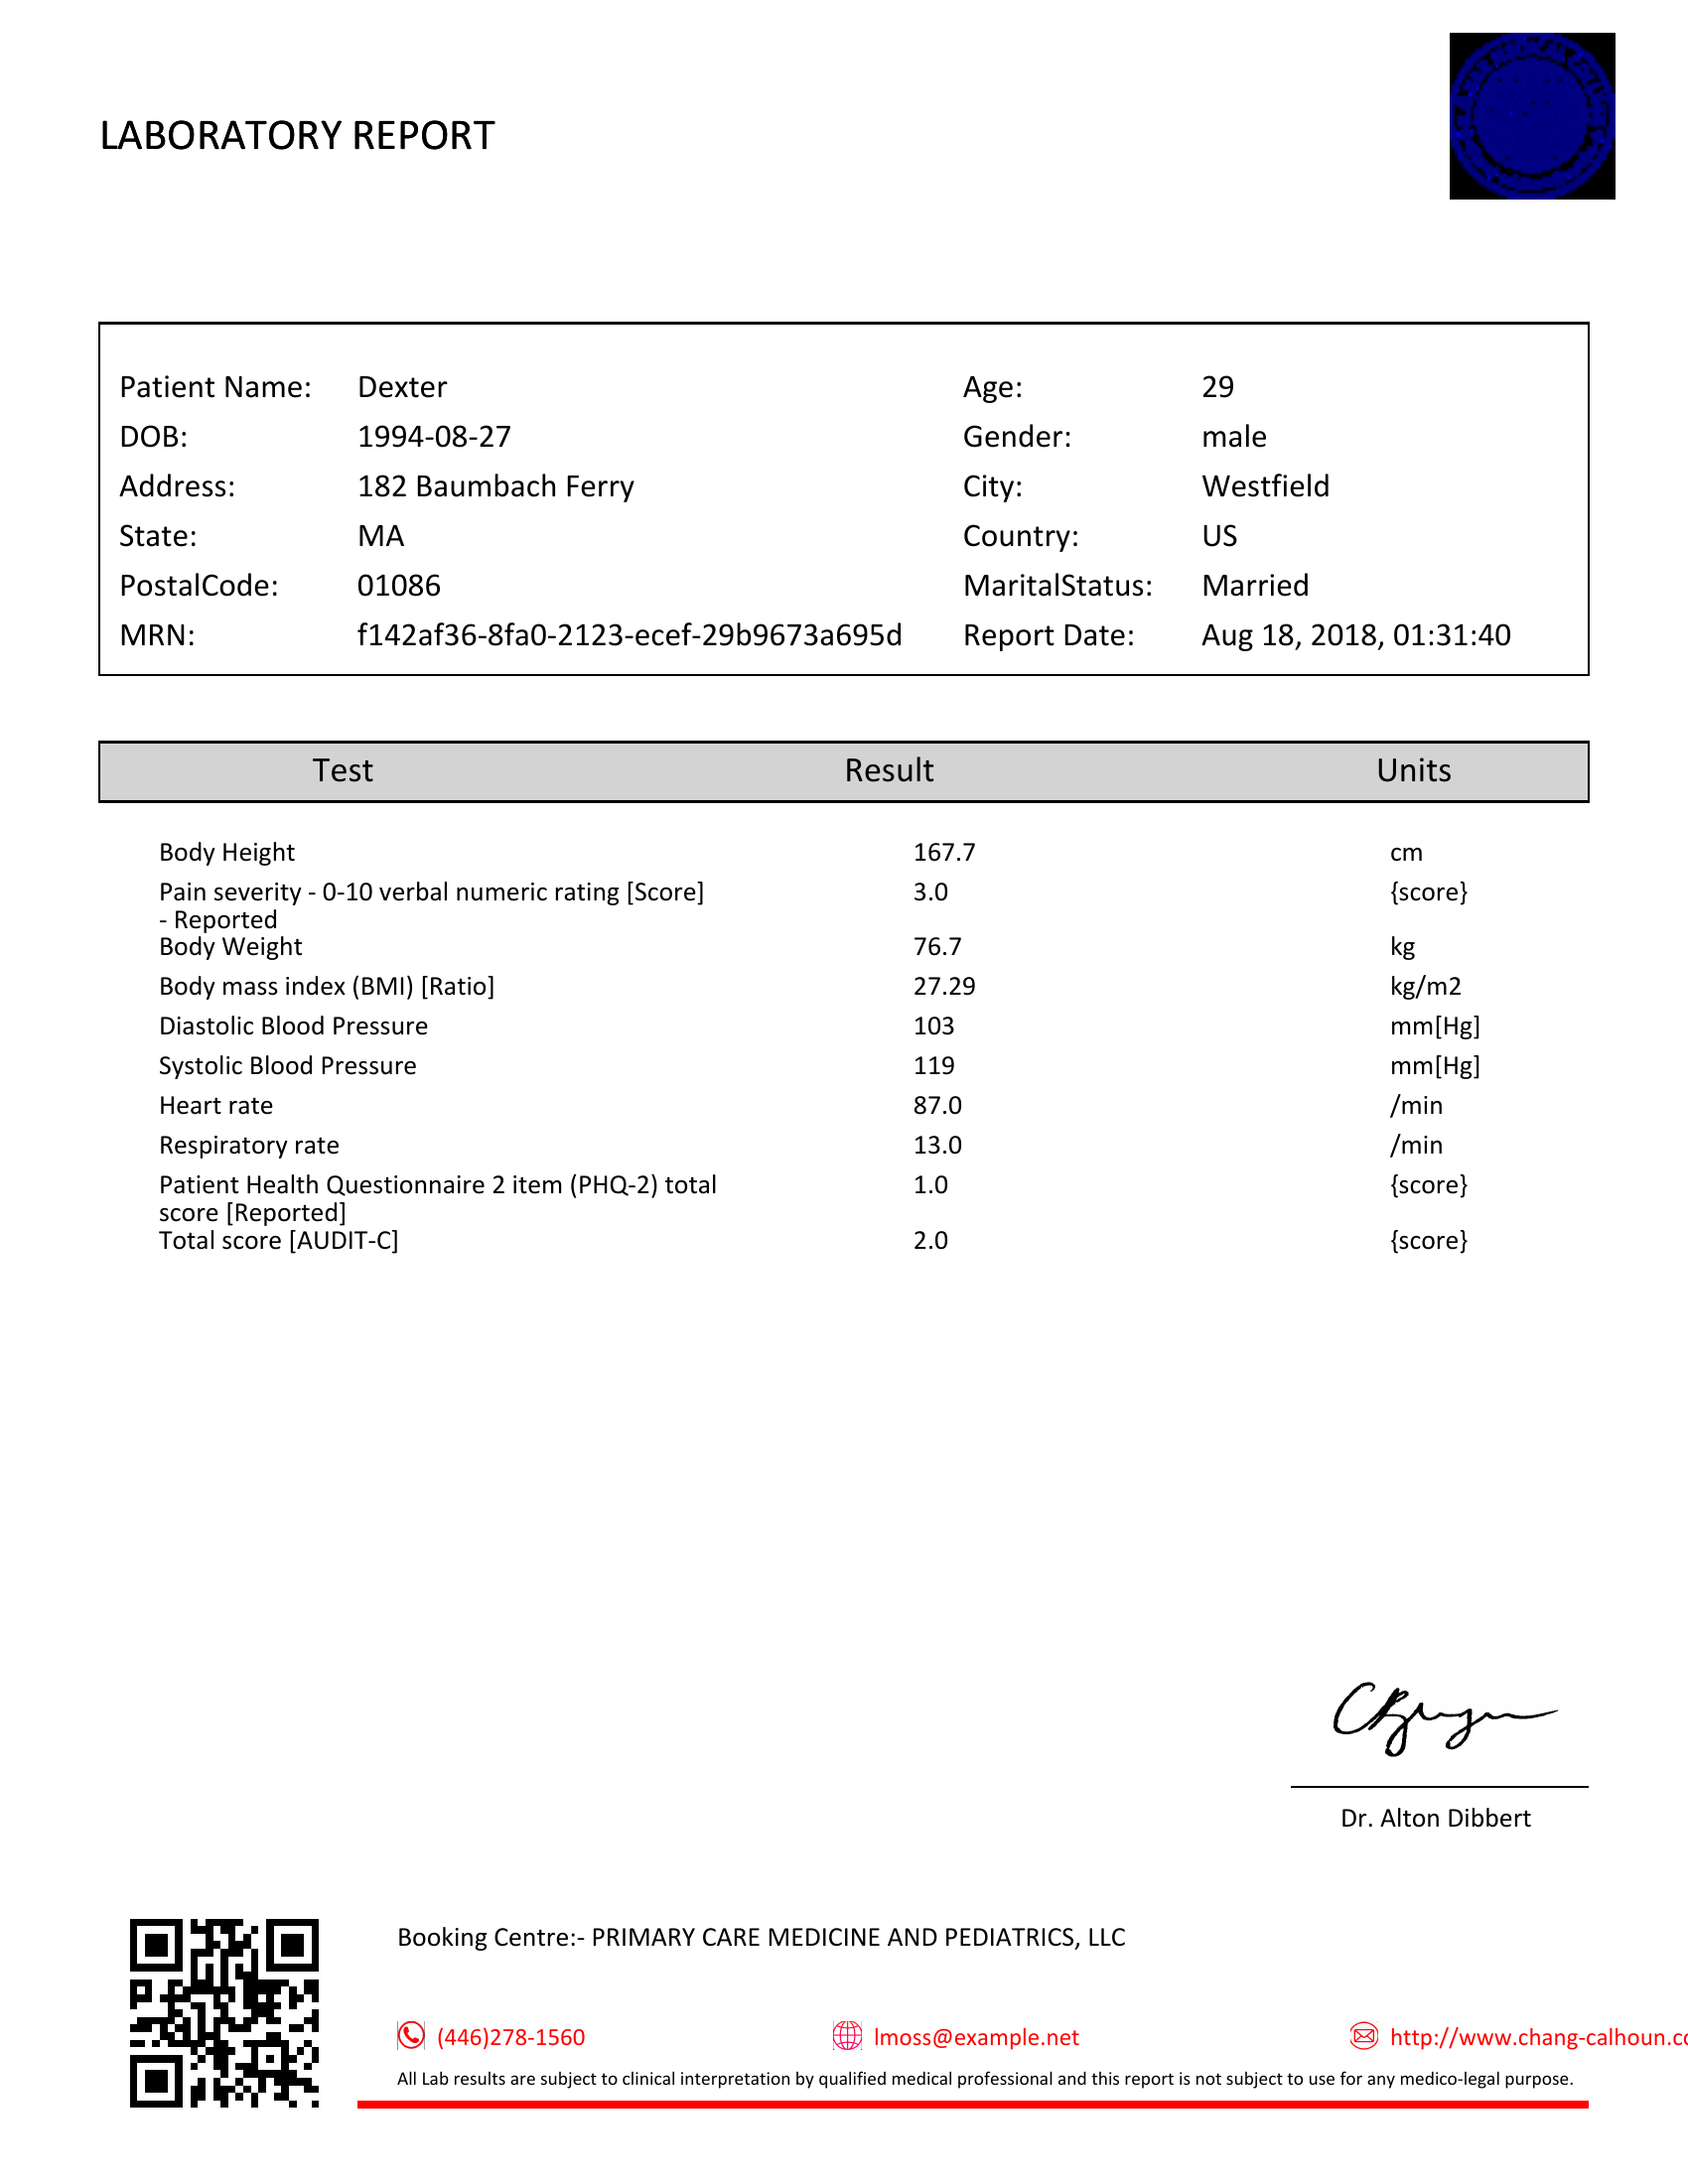 LABORATORY REPORT
Patient Name: Dexter Age: 29
DOB: 1994-08-27 Gender: male
Address: 182 Baumbach Ferry City: Westfield
State: MA Country: US
PostalCode: 01086 MaritalStatus: Married
MRN: f142af36-8fa0-2123-ecef-29b9673a695d Report Date: Aug 18, 2018, 01:31:40
Test Result Units
Body Height 167.7 cm
Pain severity - 0-10 verbal numeric rating [Score] 3.0 {score}
- Reported
Body Weight 76.7 kg
Body mass index (BMI) [Ratio] 27.29 kg/m2
Diastolic Blood Pressure 103 mm[Hg]
Systolic Blood Pressure 119 mm[Hg]
Heart rate 87.0 /min
Respiratory rate 13.0 /min
Patient Health Questionnaire 2 item (PHQ-2) total 1.0 {score}
score [Reported]
Total score [AUDIT-C] 2.0 {score}
Dr. Alton Dibbert
Booking Centre:- PRIMARY CARE MEDICINE AND PEDIATRICS, LLC
(446)278-1560 lmoss@example.net http://www.chang-calhoun.co
All Lab results are subject to clinical interpretation by qualified medical professional and this report is not subject to use for any medico-legal purpose.